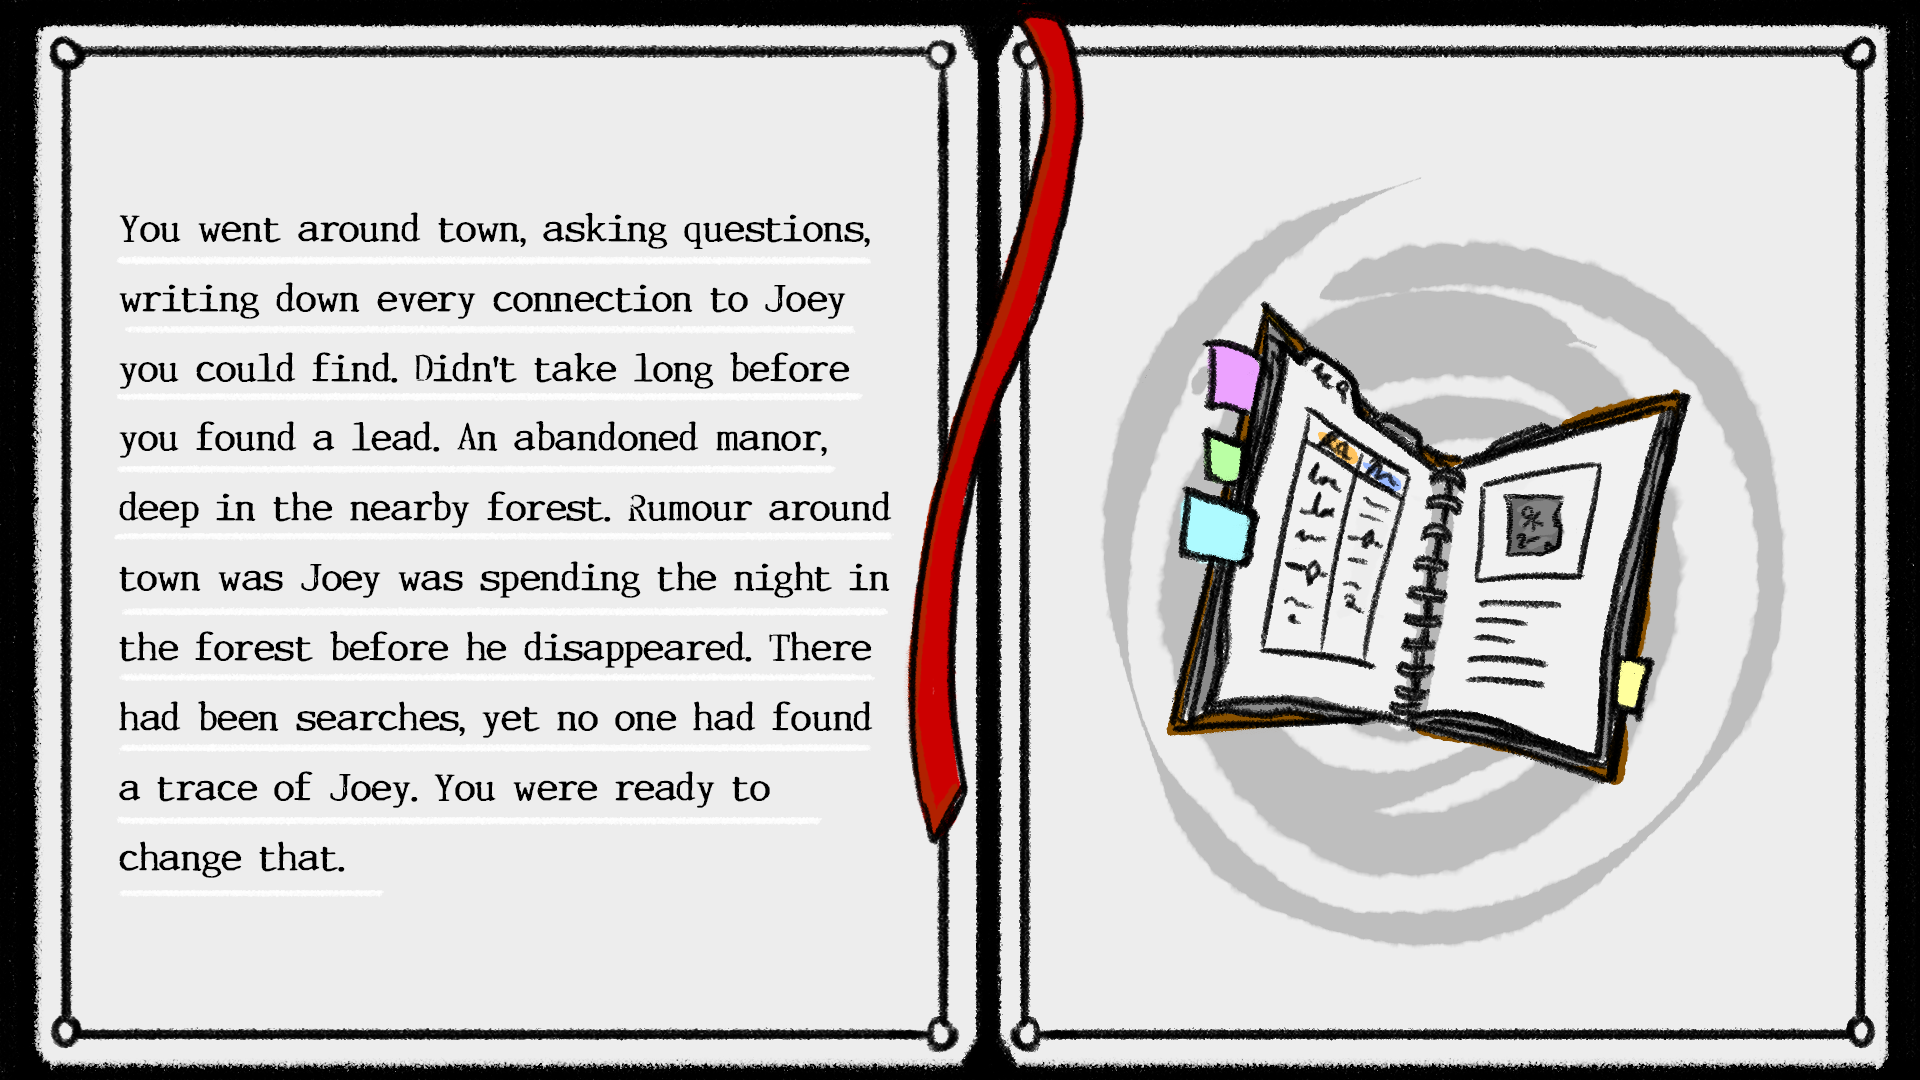 You went around town, asking questions,
writing down every connection to Joey
you could find. Didn't take long before
you found a lead. An abandoned manor,
deep in the nearby forest. Rumour around
town was Joey was spending the night in
the forest before he disappeared. There
had been searches, yet no one had found
a trace of Joey. You were ready to
change that.